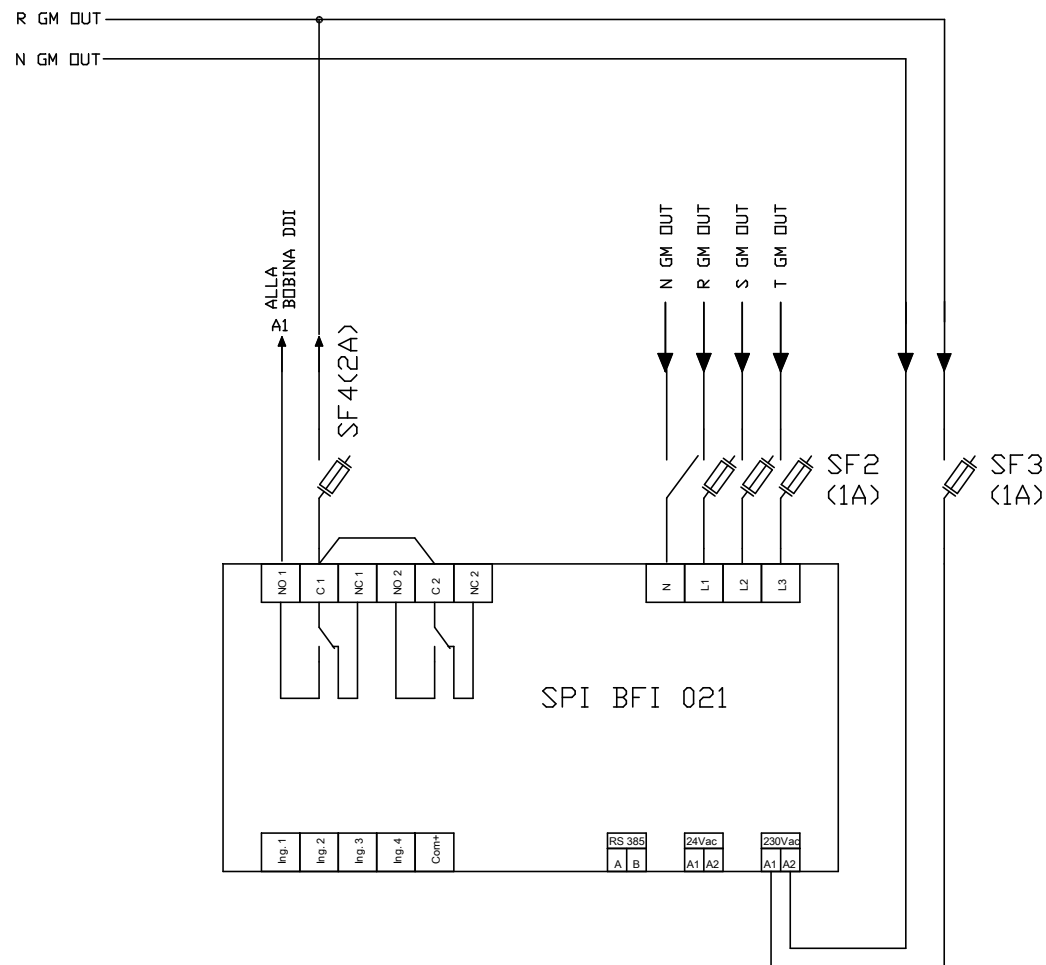 R GM OUT
N GM OUT
ALLA
BOBINA DDI
A1
SF4(2A)
N GM OUT
R GM OUT
S GM OUT
T GM OUT
SF2
(1A)
SF3
(1A)
NO 1
C 1
NC 1
NO 2
C 2
NC 2
N
L1
L2
L3
SPI BFI 021
Ing. 1
Ing. 2
Ing. 3
Ing. 4
Com+
RS 385
A B
24Vac
A1 A2
230Vac
A1 A2